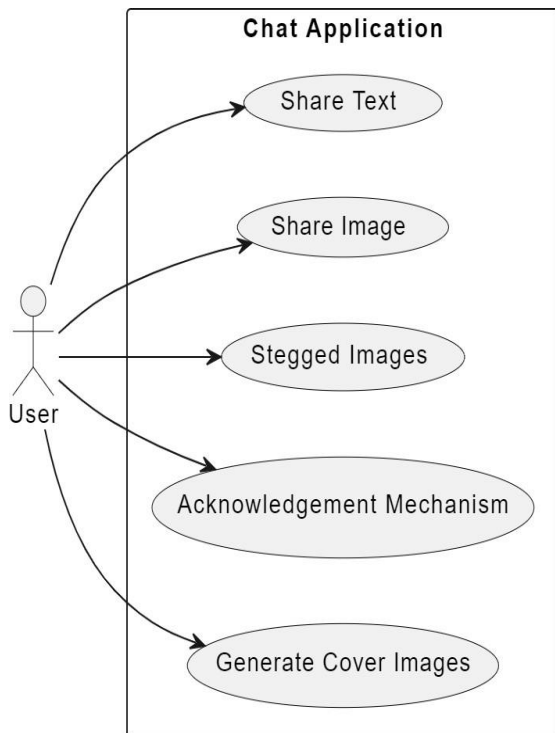 Chat Application
Share Text
Share Image
Stegged Images
User
Acknowledgement Mechanism
Generate Cover Images